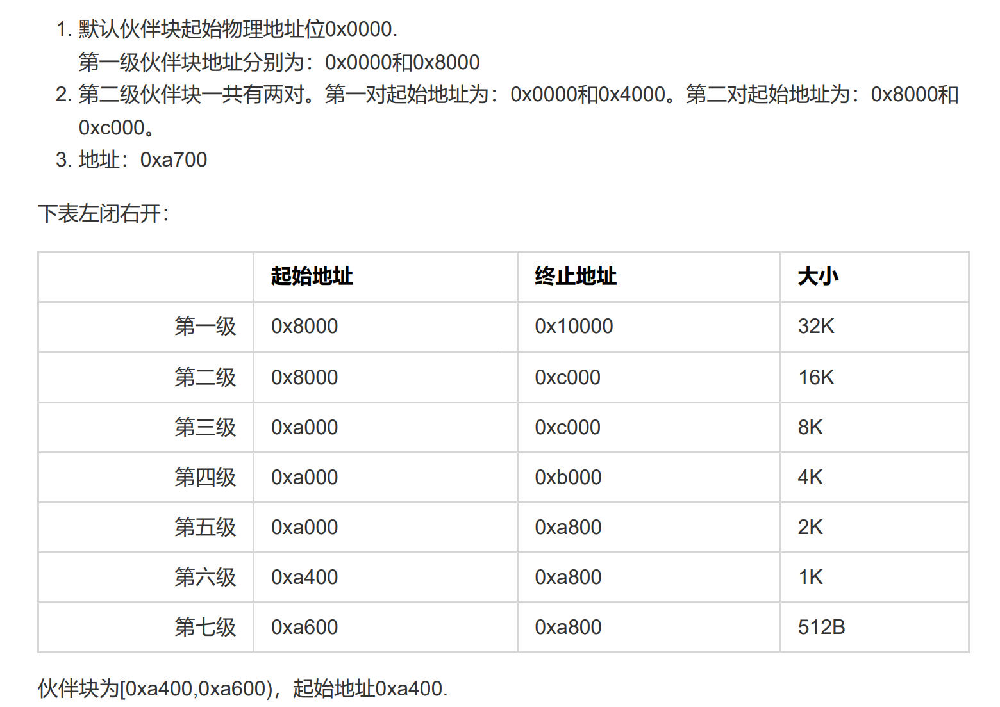 1. 默认伙伴块起始物理地址位0x0000.
第一级伙伴块地址分别为：0x0000和0x8000
2. 第二级伙伴块一共有两对。第一对起始地址为：0x0000和0x4000。第二对起始地址为：0x8000和
0xc000。
3. 地址：0xa700
下表左闭右开：
起始地址 终止地址 大小
第一级 0x8000 0x10000 32K
第二级 0x8000 0xc000 16K
第三级 0xa000 0xc000 8K
第四级 0xa000 0xb000 4K
第五级 0xa000 0xa800 2K
第六级 0xa400 0xa800 1K
第七级 0xa600 0xa800 512B
伙伴块为[0xa400,0xa600)，起始地址0xa400.